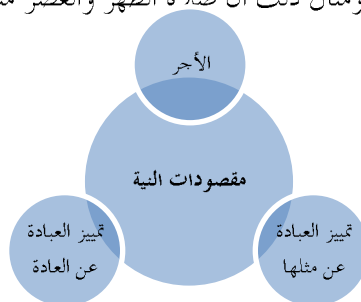 الأجر
مقصودات النية
تمييز العبادة
عن مثلها
تمييز العبادة
عن العادة